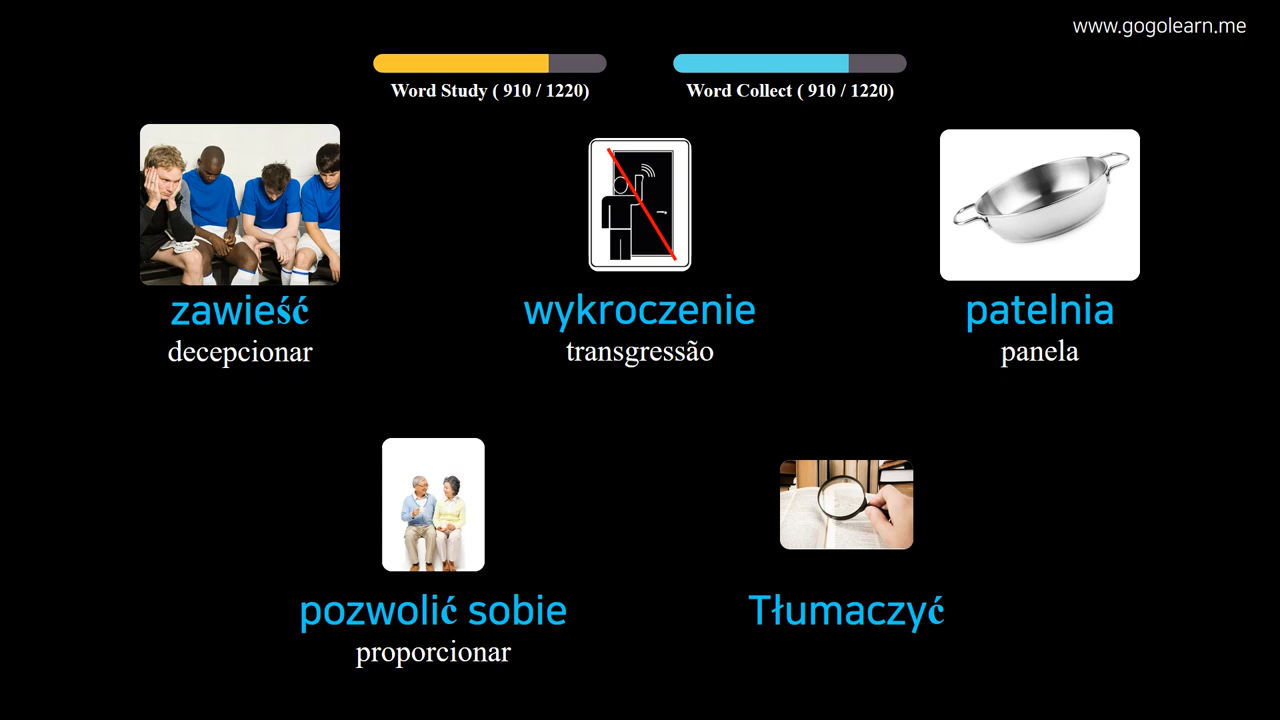 www.gogolearn.me
Word Study ( 910 / 1220)
Word Collect ( 910 / 1220)
zawieść
decepcionar
wykroczenie
transgressão
patelnia
panela
pozwolić sobie
proporcionar
Tłumaczyć